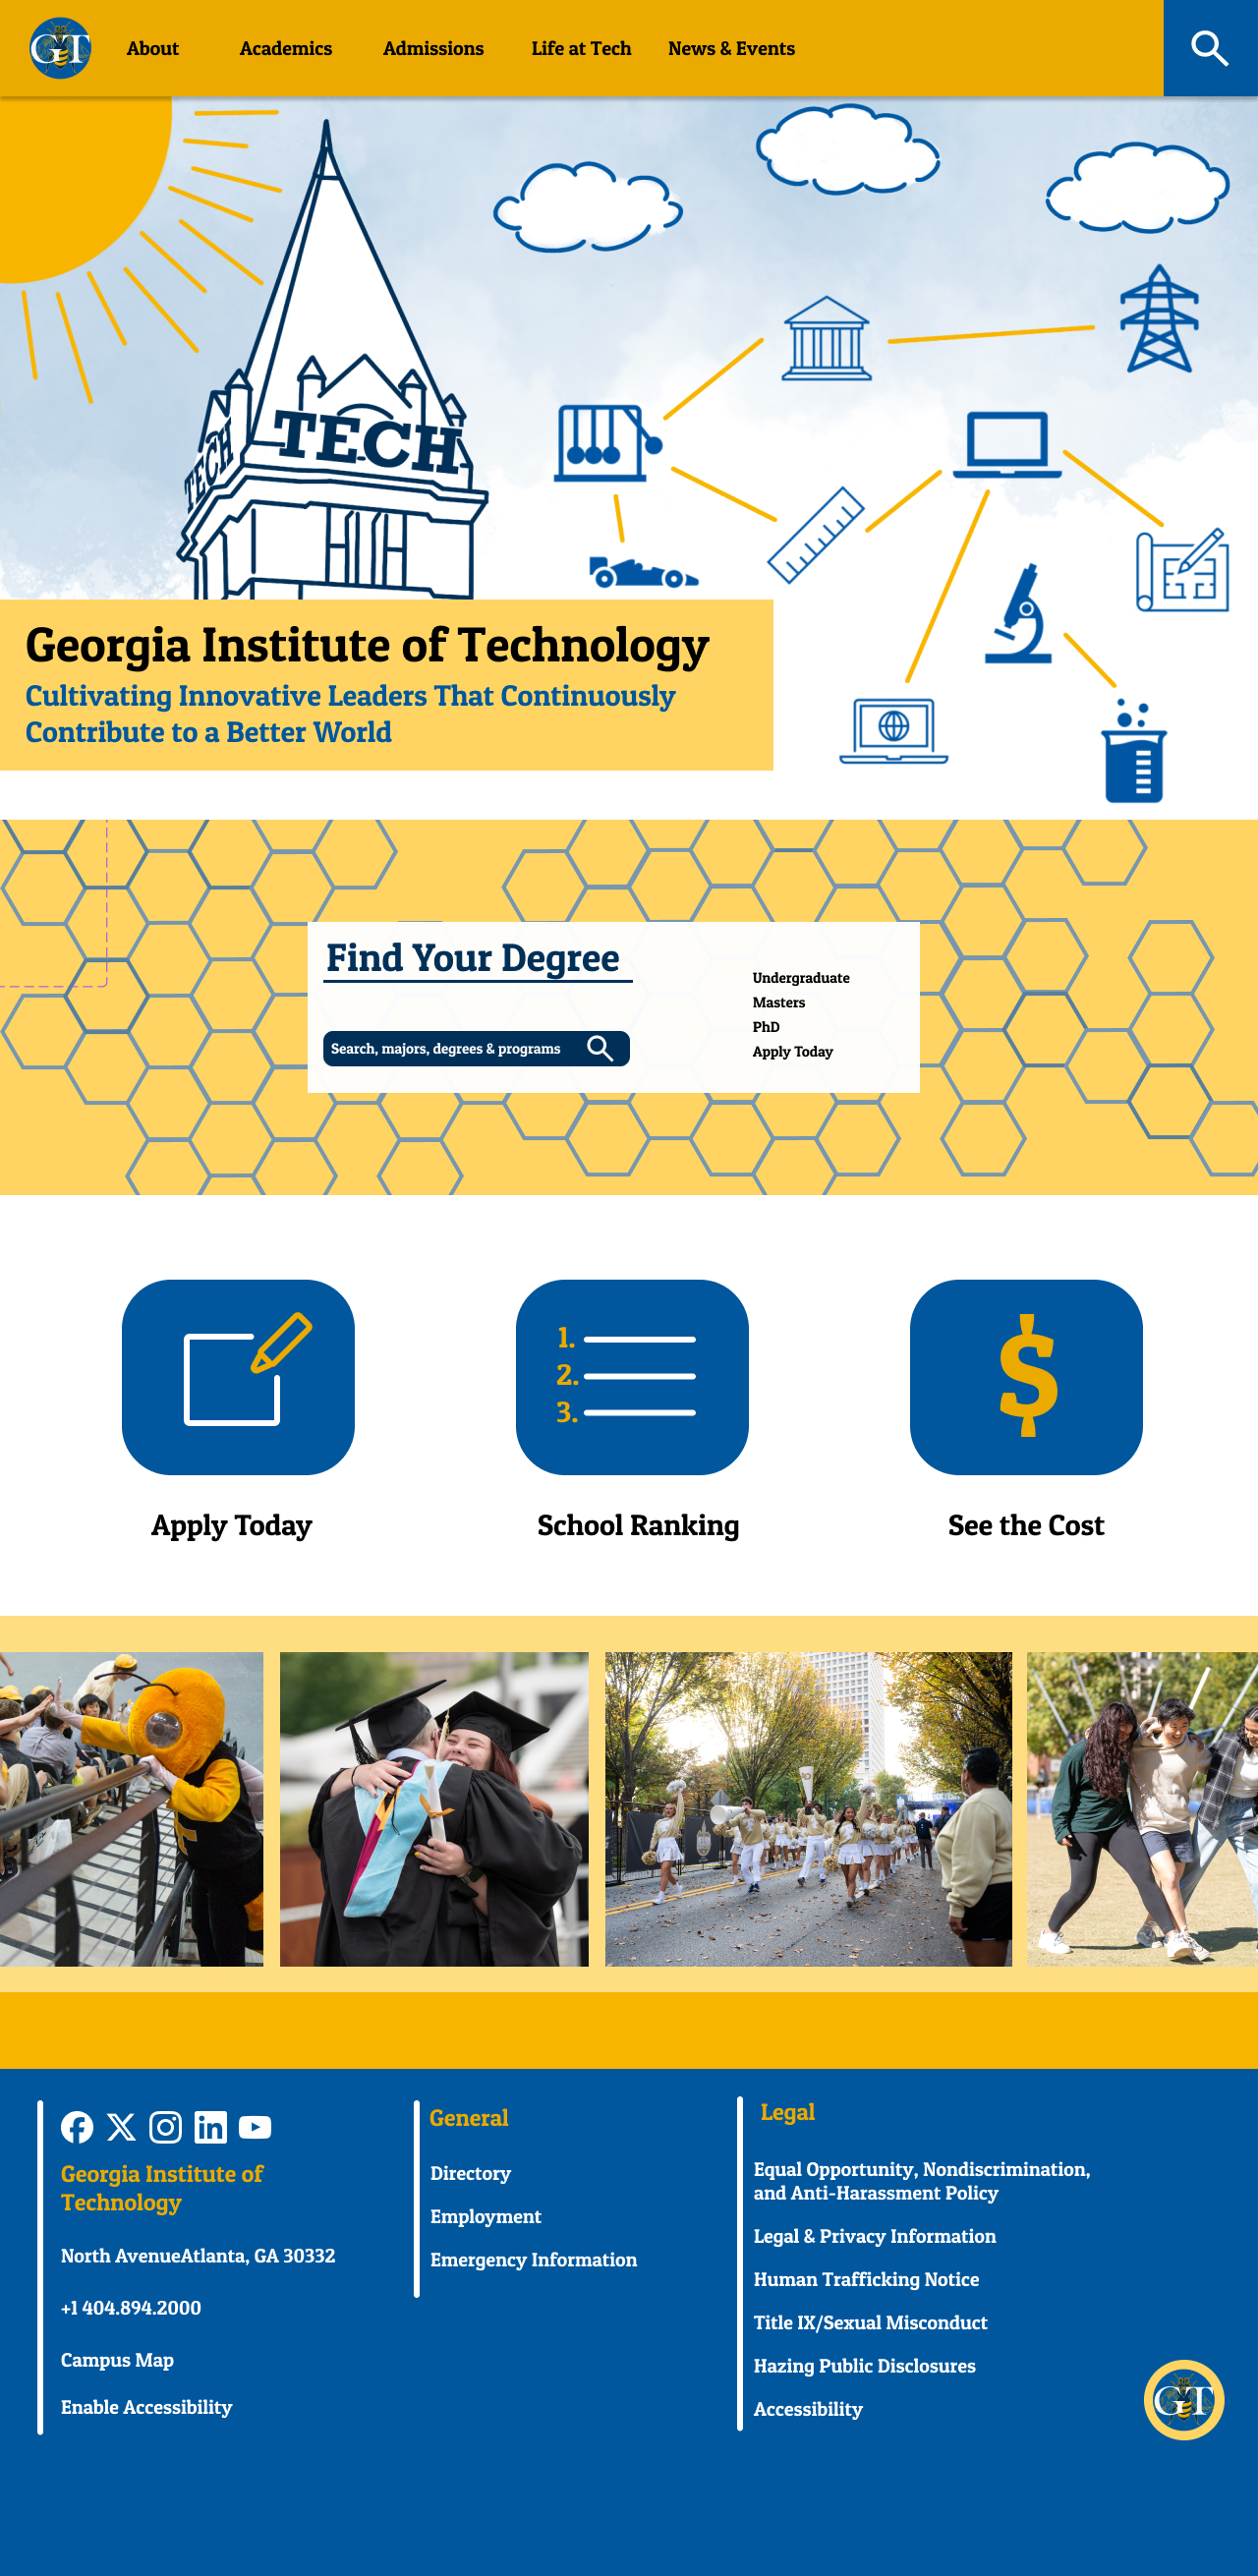 GT
About
Academics
Admissions
Life at Tech
News & Events
TECH
TECH
Georgia Institute of Technology
Cultivating Innovative Leaders That Continuously
Contribute to a Better World
Find Your Degree
Search, majors, degrees & programs
Undergraduate
Masters
PhD
Apply Today
1.
2.
3.
$
Apply Today
School Ranking
See the Cost
Georgia Institute of
Technology
North AvenueAtlanta, GA 30332
+1 404.894.2000
Campus Map
Enable Accessibility
General
Directory
Employment
Emergency Information
Legal
Equal Opportunity, Nondiscrimination,
and Anti-Harassment Policy
Legal & Privacy Information
Human Trafficking Notice
Title IX/Sexual Misconduct
Hazing Public Disclosures
Accessibility
GT